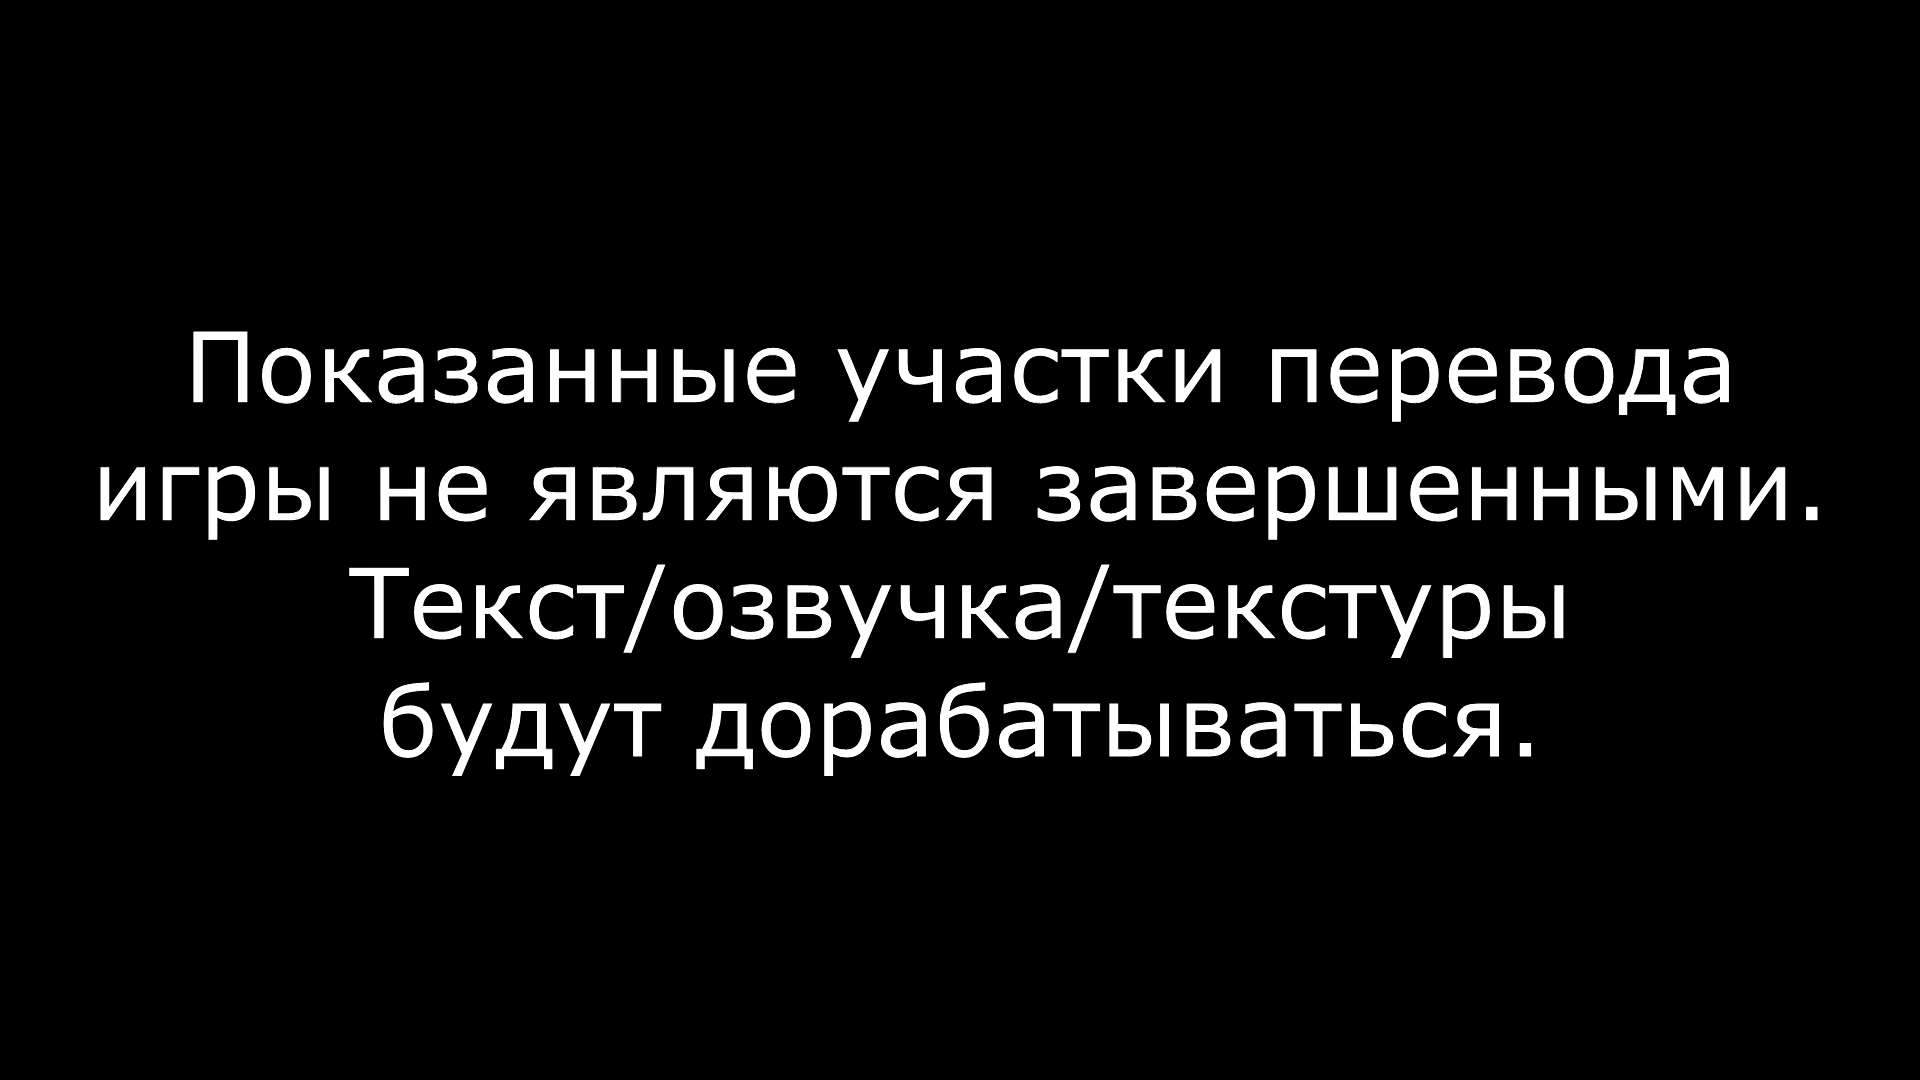 Показанные участки перевода
игры не являются завершенными.
Текст/озвучка/текстуры
будут дорабатываться.